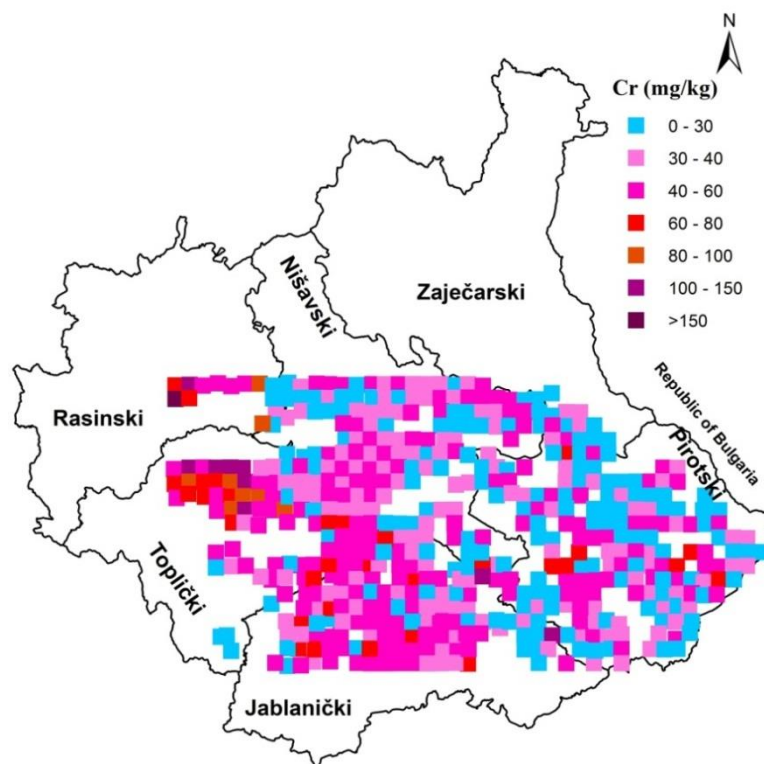 N
Cr (mg/kg)
0 - 30
30 - 40
40 - 60
60 - 80
80 - 100
100 - 150
>150
Nišavski
Zaječarski
Rasinski
Republic of Bulgaria
Pirotski
Toplički
Jablanički